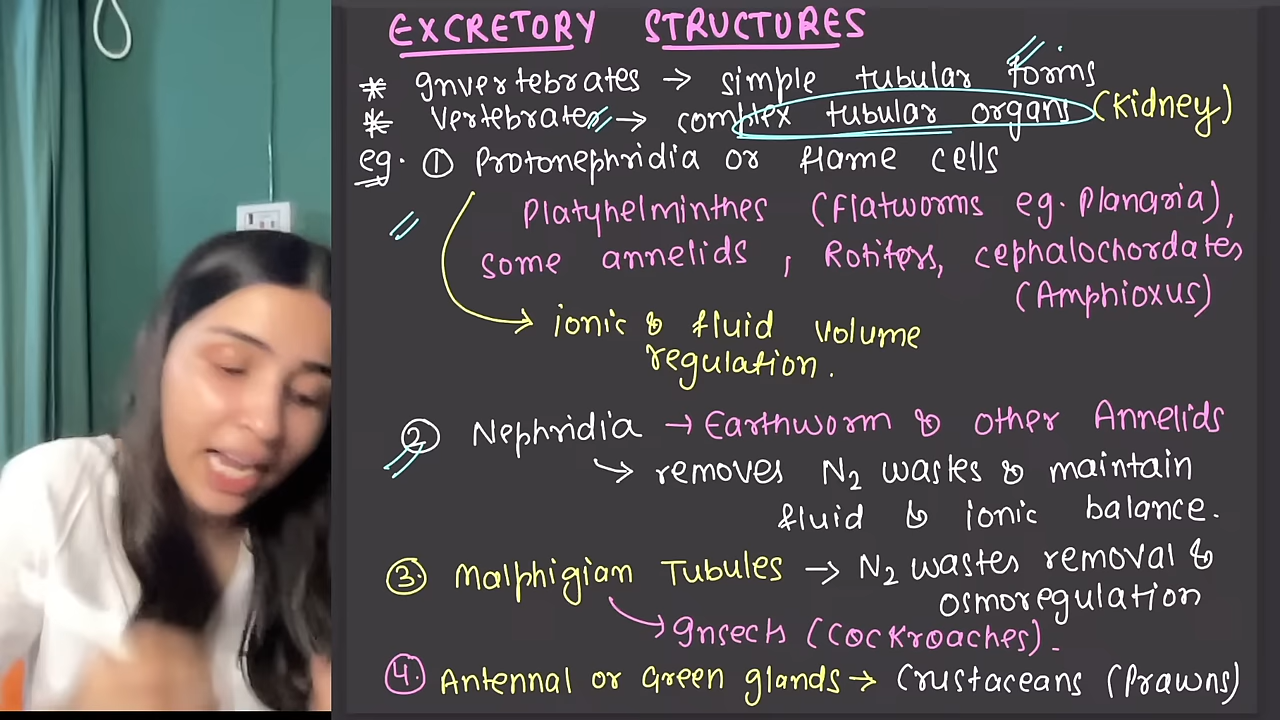 EXCRETORY STRUCTURES
* Invertebrates → simple tubular forms
* Vertebrates → complex tubular organs (Kidney)
eg. ① Protonephridia or flame cells
Platyhelminthes (Flatworms eg. Planaria),
some annelids, Rotifers, cephalochordates
(Amphioxus)
→ ionic & fluid volume
regulation.
② Nephridia → Earthworm & other Annelids
→ removes N2 wastes & maintain
fluid & ionic balance.
③ Malphigian Tubules → N2 wastes removal &
osmoregulation
→ Insects (Cockroaches).
④ Antennal or Green glands → Crustaceans (Prawns)